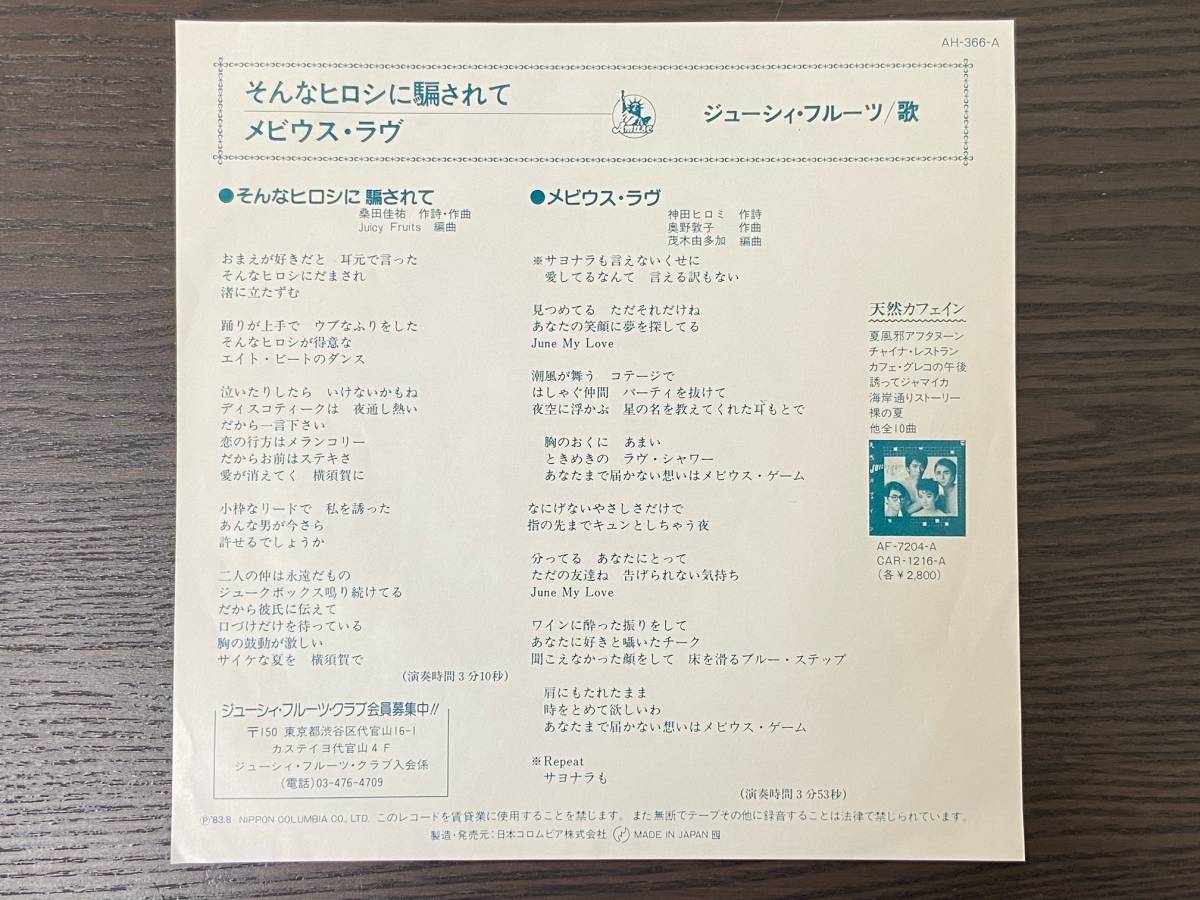 AH-366-A
そんなヒロシに騙されて
メビウス・ラヴ
Amuse
ジューシィ・フルーツ/歌
●そんなヒロシに 騙されて
桑田佳祐 作詩・作曲
Juicy Fruits 編曲
おまえが好きだと 耳元で言った
そんなヒロシにだまされ
渚に立たずむ
踊りが上手で ウブなふりをした
そんなヒロシが得意な
エイト・ビートのダンス
泣いたりしたら いけないかもね
ディスコティークは 夜通し熱い
だから一言下さい
恋の行方はメランコリー
だからお前はステキさ
愛が消えてく 横須賀に
小枠なリードで 私を誘った
あんな男が今さら
許せるでしょうか
二人の仲は永遠だもの
ジュークボックス鳴り続けてる
だから彼氏に伝えて
口づけだけを待っている
胸の鼓動が激しい
サイケな夏を 横須賀で
(演奏時間3分10秒)
ジューシィ・フルーツ・クラブ会員募集中!!
〒150 東京都渋谷区代官山16-1
カステイヨ代官山4F
ジューシィ・フルーツ・クラブ入会係
(電話)03-476-4709
●メビウス・ラヴ
神田ヒロミ 作詩
奥野敦子 作曲
茂木由多加 編曲
※サヨナラも言えないくせに
愛してるなんて 言える訳もない
見つめてる ただそれだけね
あなたの笑顔に夢を探してる
June My Love
潮風が舞う コテージで
はしゃぐ仲間 パーティを抜けて
夜空に浮かぶ 星の名を教えてくれた耳もとで
胸のおくに あまい
ときめきの ラヴ・シャワー
あなたまで届かない想いはメビウス・ゲーム
なにげないやさしさだけで
指の先までキュンとしちゃう夜
分ってる あなたにとって
ただの友達ね 告げられない気持ち
June My Love
ワインに酔った振りをして
あなたに好きと囁いたチーク
聞こえなかった顔をして 床を滑るブルー・ステップ
肩にもたれたまま
時をとめて欲しいわ
あなたまで届かない想いはメビウス・ゲーム
※Repeat
サヨナラも
(演奏時間3分53秒)
天然カフェイン
夏風邪アフタヌーン
チャイナ・レストラン
カフェ・グレコの午後
誘ってジャマイカ
海岸通りストーリー
裸の夏
他全10曲
AF-7204-A
CAR-1216-A
(各¥2,800)
Ⓟ'83.8 NIPPON COLUMBIA CO., LTD. このレコードを賃貸業に使用することを禁じます。また無断でテープその他に録音することは法律で禁じられています。
製造・発売元:日本コロムビア株式会社 MADE IN JAPAN